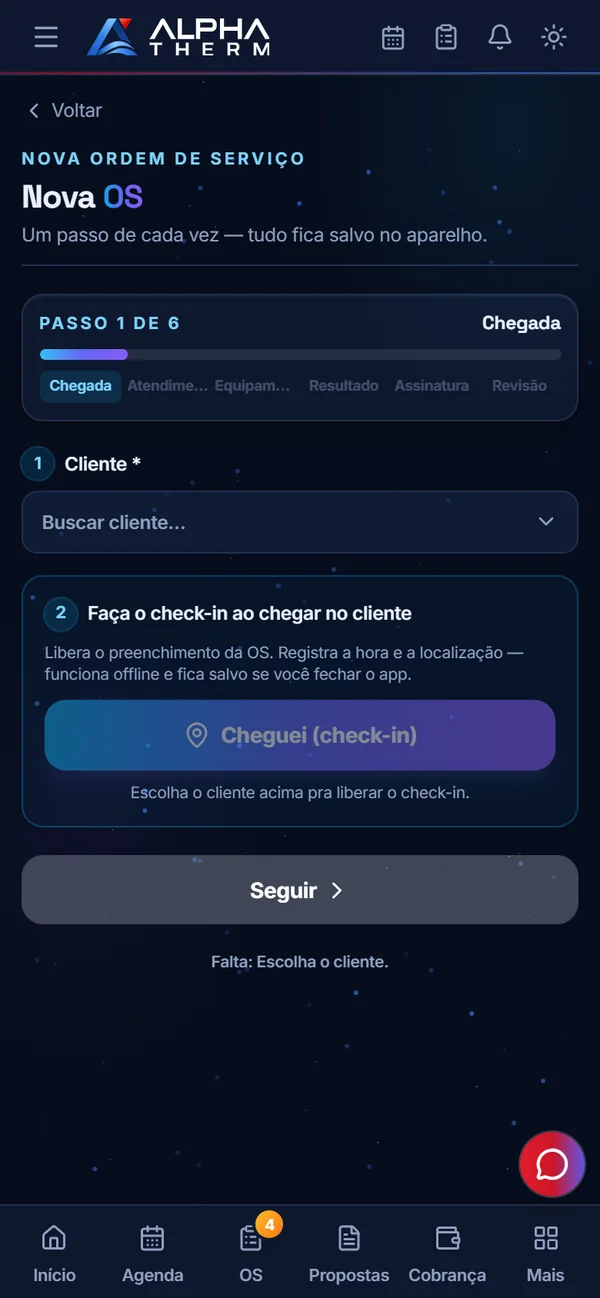 ALPHA
THERM
Voltar
NOVA ORDEM DE SERVIÇO
Nova OS
Um passo de cada vez — tudo fica salvo no aparelho.
PASSO 1 DE 6
Chegada
Chegada Atendime... Equipam... Resultado Assinatura Revisão
1 Cliente *
Buscar cliente...
2 Faça o check-in ao chegar no cliente
Libera o preenchimento da OS. Registra a hora e a localização —
funciona offline e fica salvo se você fechar o app.
Cheguei (check-in)
Escolha o cliente acima pra liberar o check-in.
Seguir
Falta: Escolha o cliente.
4
Início Agenda OS Propostas Cobrança Mais